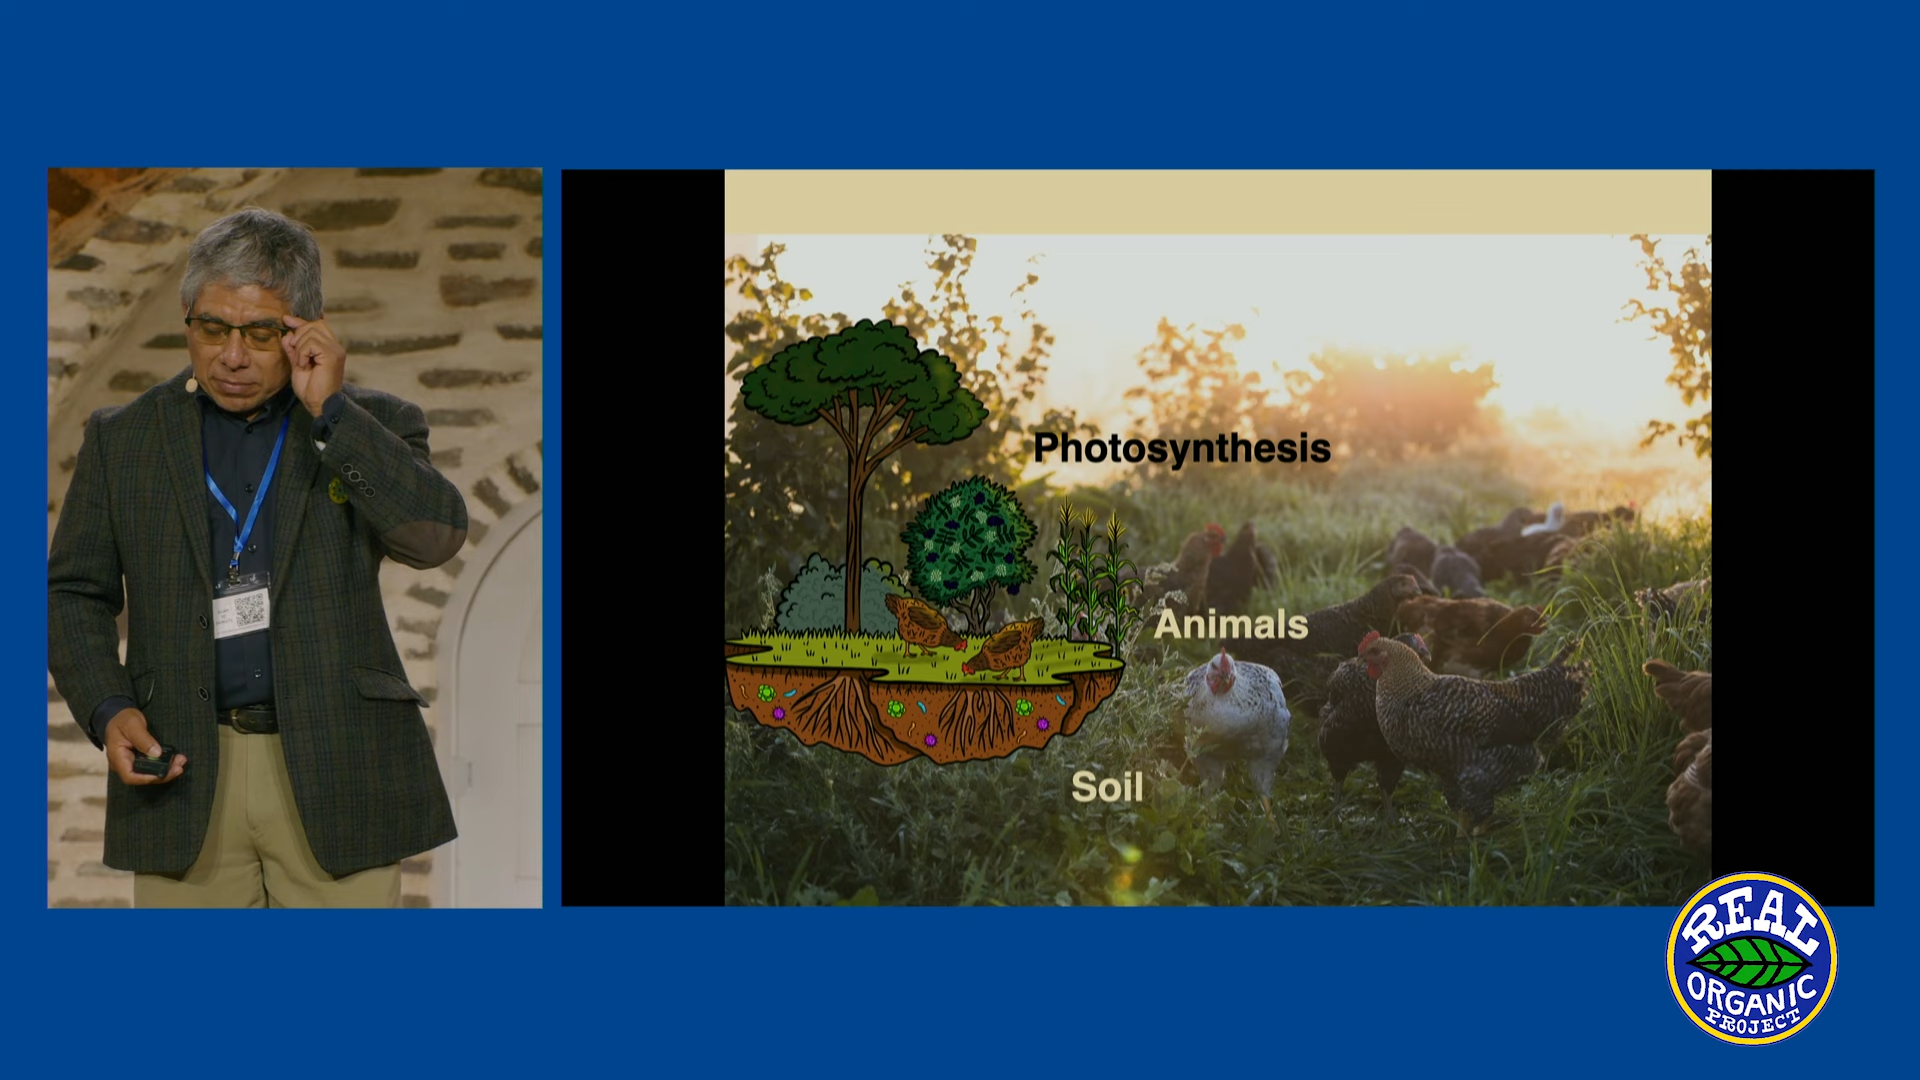 Photosynthesis
Animals
Soil
REAL
ORGANIC
PROJECT